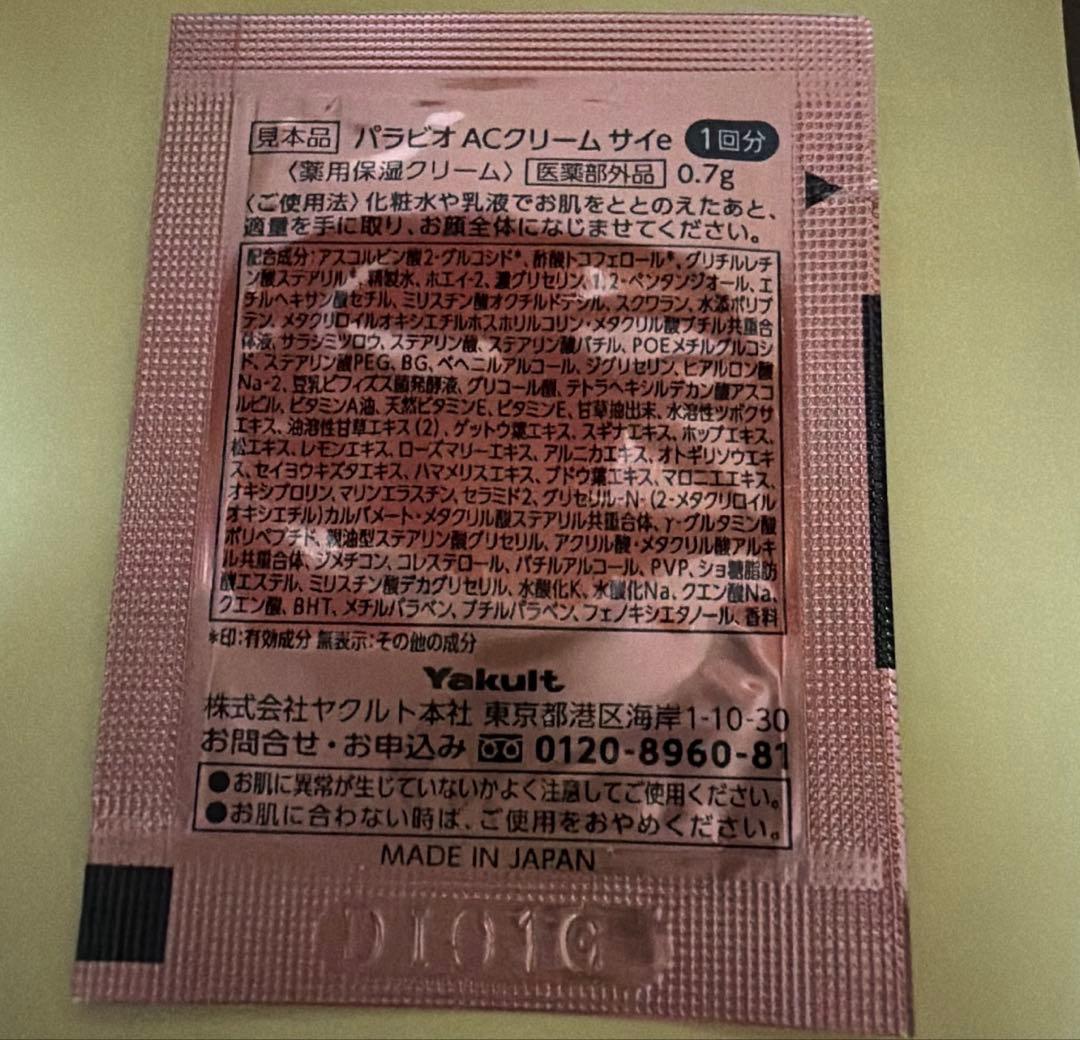 見本品 パラビオ ACクリーム サイe 1回分
〈薬用保湿クリーム〉 医薬部外品 0.7g
〈ご使用法〉化粧水や乳液でお肌をととのえたあと、
適量を手に取り、お顔全体になじませてください。
配合成分：アスコルビン酸2-グルコシド*、酢酸トコフェロール*、グリチルレチ
ン酸ステアリル*、精製水、ホエイ-2、濃グリセリン、1,2-ペンタンジオール、エ
チルヘキサン酸セチル、ミリスチン酸オクチルドデシル、スクワラン、水添ポリブ
テン、メタクリロイルオキシエチルホスホリルコリン・メタクリル酸ブチル共重合
体液、サラシミツロウ、ステアリン酸、ステアリン酸バチル、POEメチルグルコシ
ド、ステアリン酸PEG、BG、ベヘニルアルコール、ジグリセリン、ヒアルロン酸
Na-2、豆乳ビフィズス菌発酵液、グリコール酸、テトラヘキシルデカン酸アスコ
ルビル、ビタミンA油、天然ビタミンE、ビタミンE、甘草抽出末、水溶性ツボクサ
エキス、油溶性甘草エキス(2)、ゲットウ葉エキス、スギナエキス、ホップエキス、
松エキス、レモンエキス、ローズマリーエキス、アルニカエキス、オトギリソウエキ
ス、セイヨウキズタエキス、ハマメリスエキス、ブドウ葉エキス、マロニエエキス、
オキシプロリン、マリンエラスチン、セラミド2、グリセリル-N-(2-メタクリロイル
オキシエチル)カルバメート・メタクリル酸ステアリル共重合体、γ-グルタミン酸
ポリペプチド、親油型ステアリン酸グリセリル、アクリル酸・メタクリル酸アルキ
ル共重合体、ジメチコン、コレステロール、バチルアルコール、PVP、ショ糖脂肪
酸エステル、ミリスチン酸デカグリセリル、水酸化K、水酸化Na、クエン酸Na、
クエン酸、BHT、メチルパラベン、ブチルパラベン、フェノキシエタノール、香料
*印：有効成分 無表示：その他の成分
Yakult
株式会社ヤクルト本社 東京都港区海岸1-10-30
お問合せ・お申込み 0120-8960-81
●お肌に異常が生じていないかよく注意してご使用ください。
●お肌に合わない時は、ご使用をおやめください。
MADE IN JAPAN